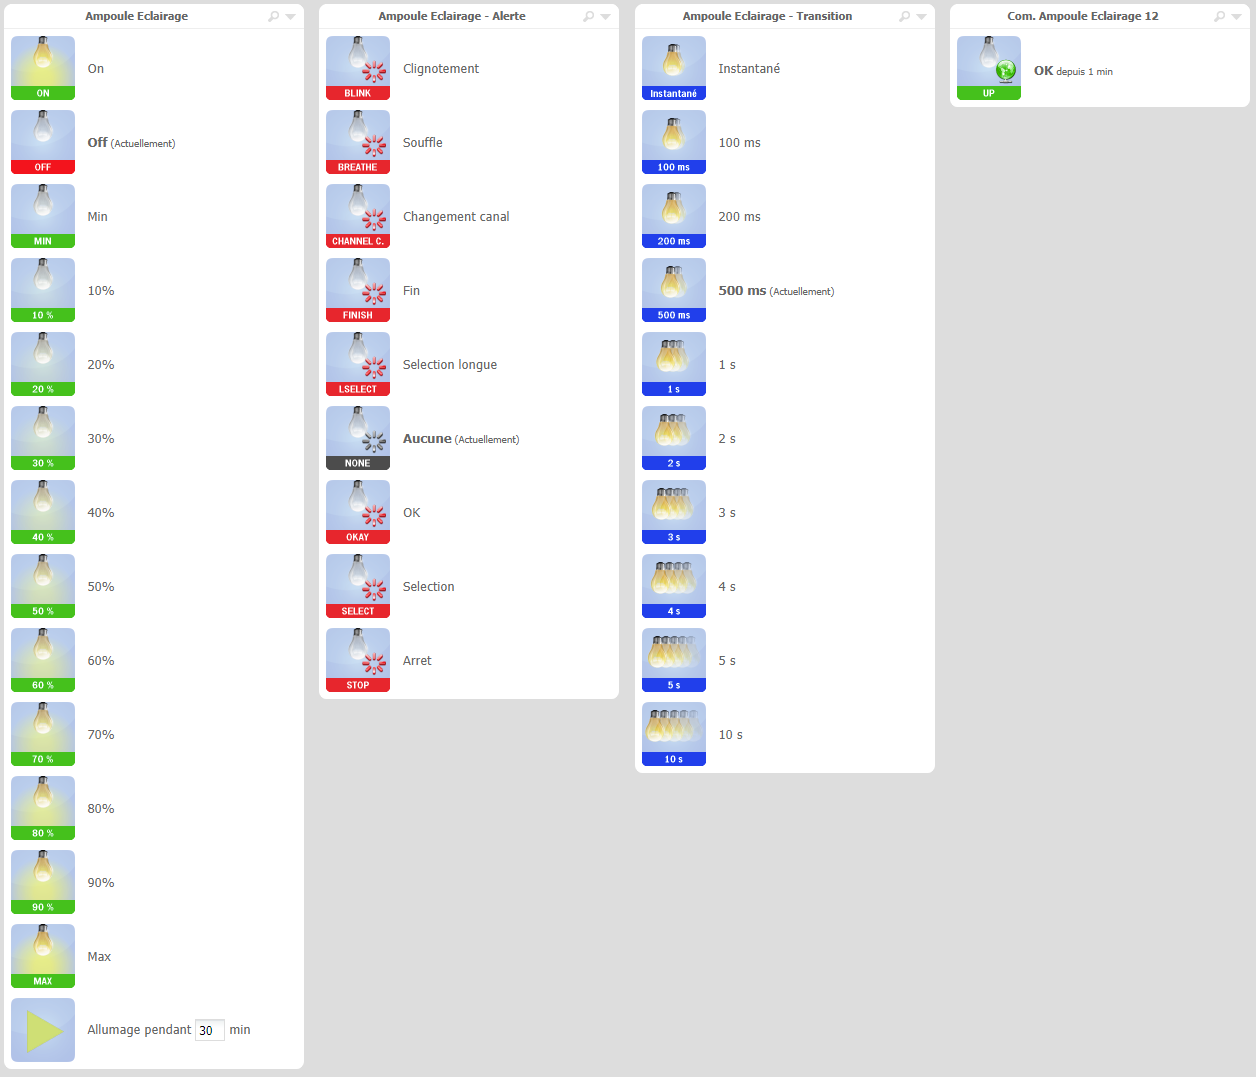 Ampoule Eclairage
ON
On
OFF
Off (Actuellement)
MIN
Min
10 %
10%
20 %
20%
30 %
30%
40 %
40%
50 %
50%
60 %
60%
70 %
70%
80 %
80%
90 %
90%
MAX
Max
Allumage pendant 30 min
Ampoule Eclairage - Alerte
BLINK
Clignotement
BREATHE
Souffle
CHANNEL C.
Changement canal
FINISH
Fin
LSELECT
Selection longue
NONE
Aucune (Actuellement)
OKAY
OK
SELECT
Selection
STOP
Arret
Ampoule Eclairage - Transition
Instantané
Instantané
100 ms
100 ms
200 ms
200 ms
500 ms
500 ms (Actuellement)
1 s
1 s
2 s
2 s
3 s
3 s
4 s
4 s
5 s
5 s
10 s
10 s
Com. Ampoule Eclairage 12
UP
OK depuis 1 min